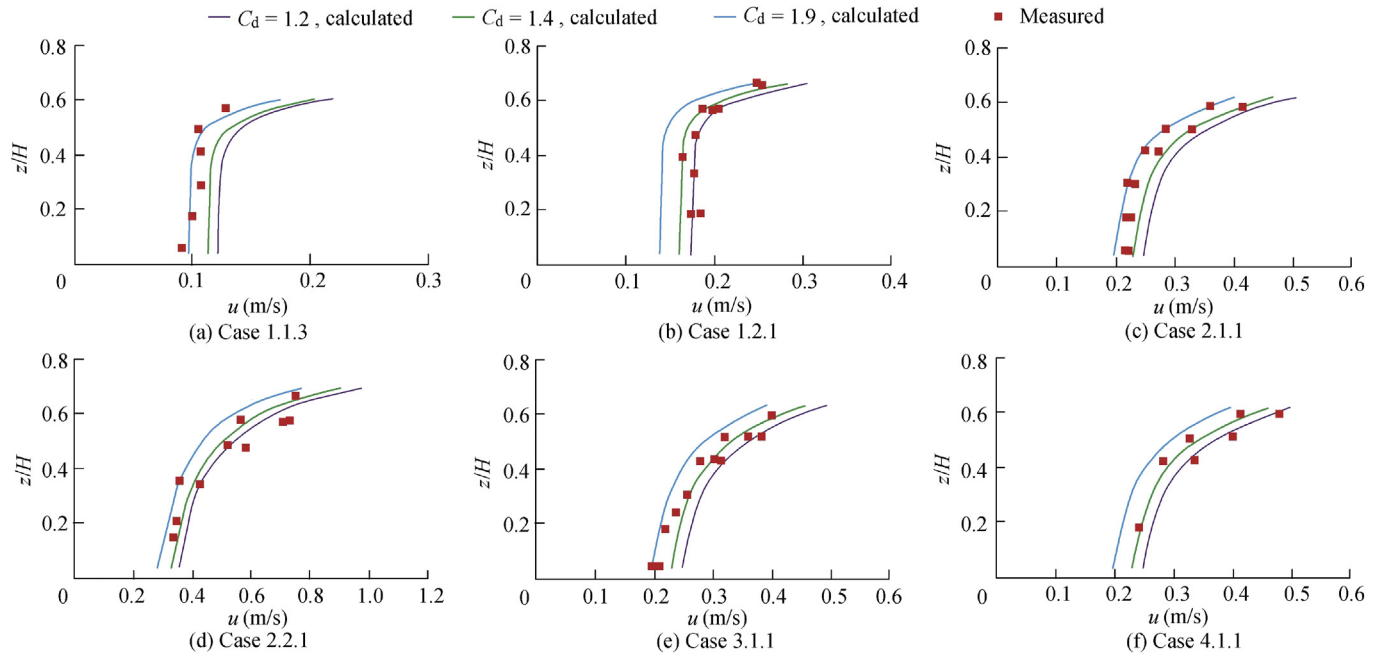 C_d = 1.2 , calculated C_d = 1.4 , calculated C_d = 1.9 , calculated Measured
0.8 0.6 0.4 0.2 0
z/H
0.1 0.2 0.3
u (m/s)
(a) Case 1.1.3
0.8 0.6 0.4 0.2 0
z/H
0.1 0.2 0.3 0.4
u (m/s)
(b) Case 1.2.1
0.8 0.6 0.4 0.2 0
z/H
0.1 0.2 0.3 0.4 0.5 0.6
u (m/s)
(c) Case 2.1.1
0.8 0.6 0.4 0.2 0
z/H
0.2 0.4 0.6 0.8 1.0 1.2
u (m/s)
(d) Case 2.2.1
0.8 0.6 0.4 0.2 0
z/H
0.1 0.2 0.3 0.4 0.5 0.6
u (m/s)
(e) Case 3.1.1
0.8 0.6 0.4 0.2 0
z/H
0.1 0.2 0.3 0.4 0.5 0.6
u (m/s)
(f) Case 4.1.1